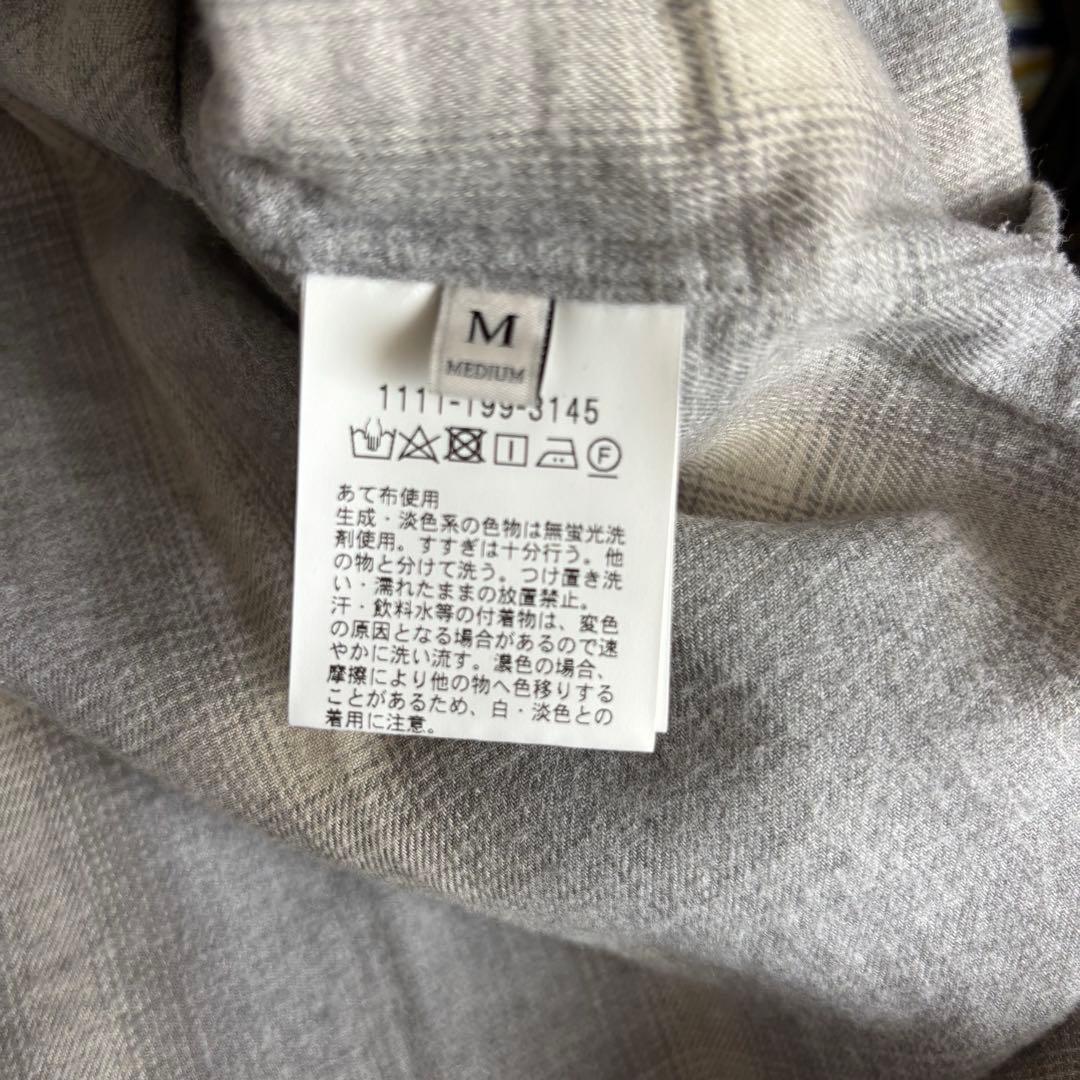 M
MEDIUM
1111-199-3145
F
あて布使用
生成・淡色系の色物は無蛍光洗
剤使用。すすぎは十分行う。他
の物と分けて洗う。つけ置き洗
い・濡れたままの放置禁止。
汗・飲料水等の付着物は、変色
の原因となる場合があるので速
やかに洗い流す。濃色の場合、
摩擦により他の物へ色移りする
ことがあるため、白・淡色との
着用に注意。